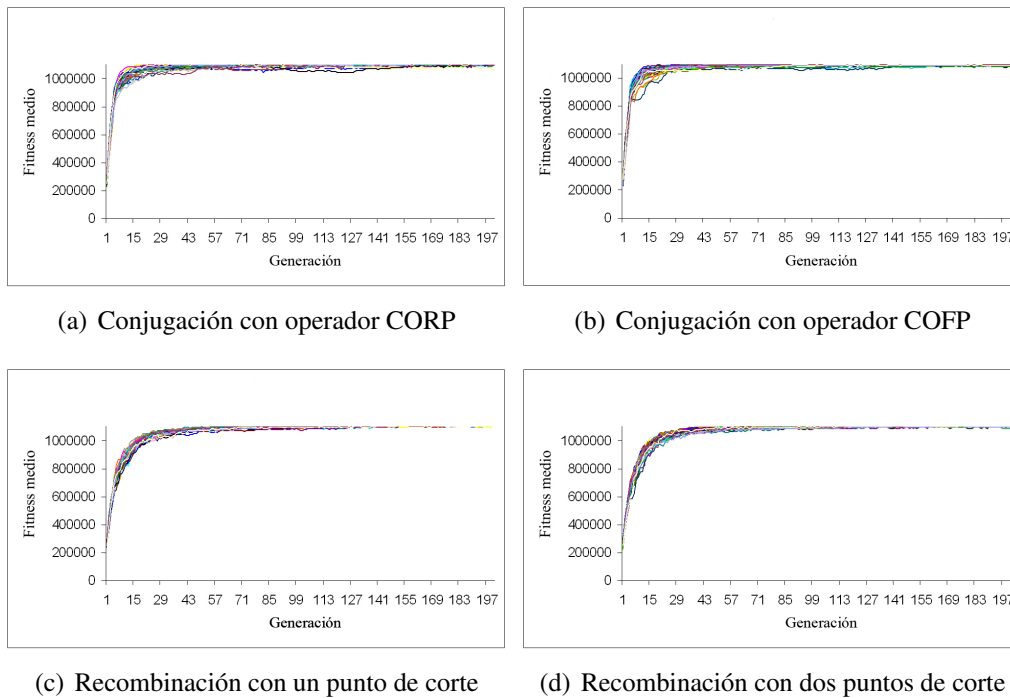 Fitness medio
1000000
800000
600000
400000
200000
0
1 15 29 43 57 71 85 99 113 127 141 155 169 183 197
Generación
(a) Conjugación con operador CORP
Fitness medio
1000000
800000
600000
400000
200000
0
1 15 29 43 57 71 85 99 113 127 141 155 169 183 197
Generación
(b) Conjugación con operador COFP
Fitness medio
1000000
800000
600000
400000
200000
0
1 15 29 43 57 71 85 99 113 127 141 155 169 183 197
Generación
(c) Recombinación con un punto de corte
Fitness medio
1000000
800000
600000
400000
200000
0
1 15 29 43 57 71 85 99 113 127 141 155 169 183 197
Generación
(d) Recombinación con dos puntos de corte